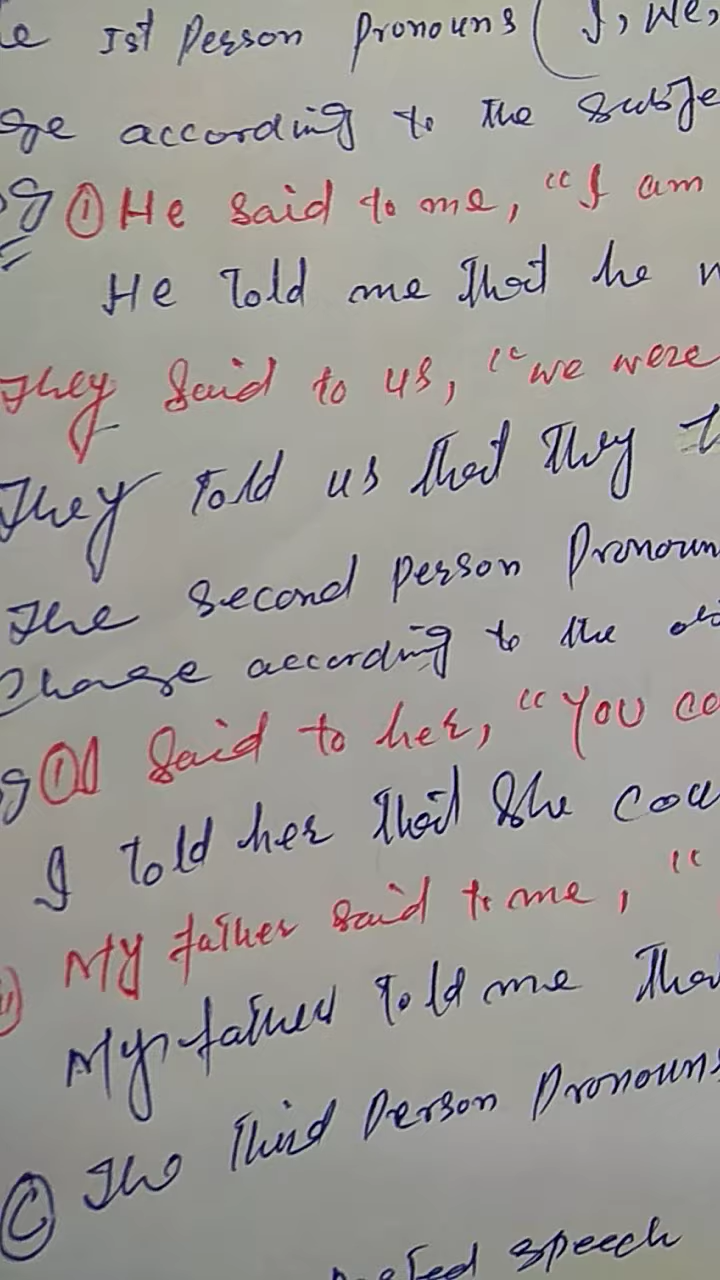 1st Person Pronouns (I, We,
according to the subje
① He said to me, "I am
He told me that he w
They said to us, "we were
They told us that they
The second person Pronoun
Change according to the
① I said to her, "You co
I told her that she cou
My father said to me, "
My father told me tha
Ⓒ The Third Person Pronouns
speech